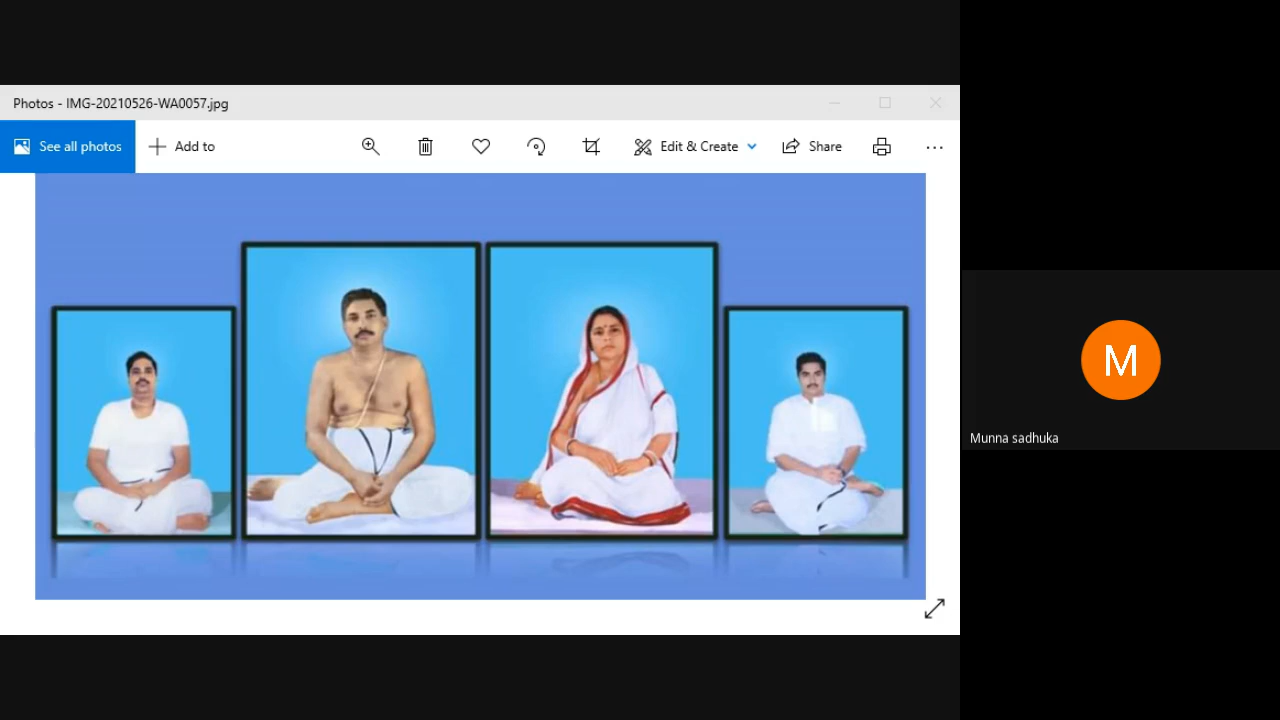 Photos - IMG-20210526-WA0057.jpg
See all photos
Add to
Edit & Create
Share
M
Munna sadhuka